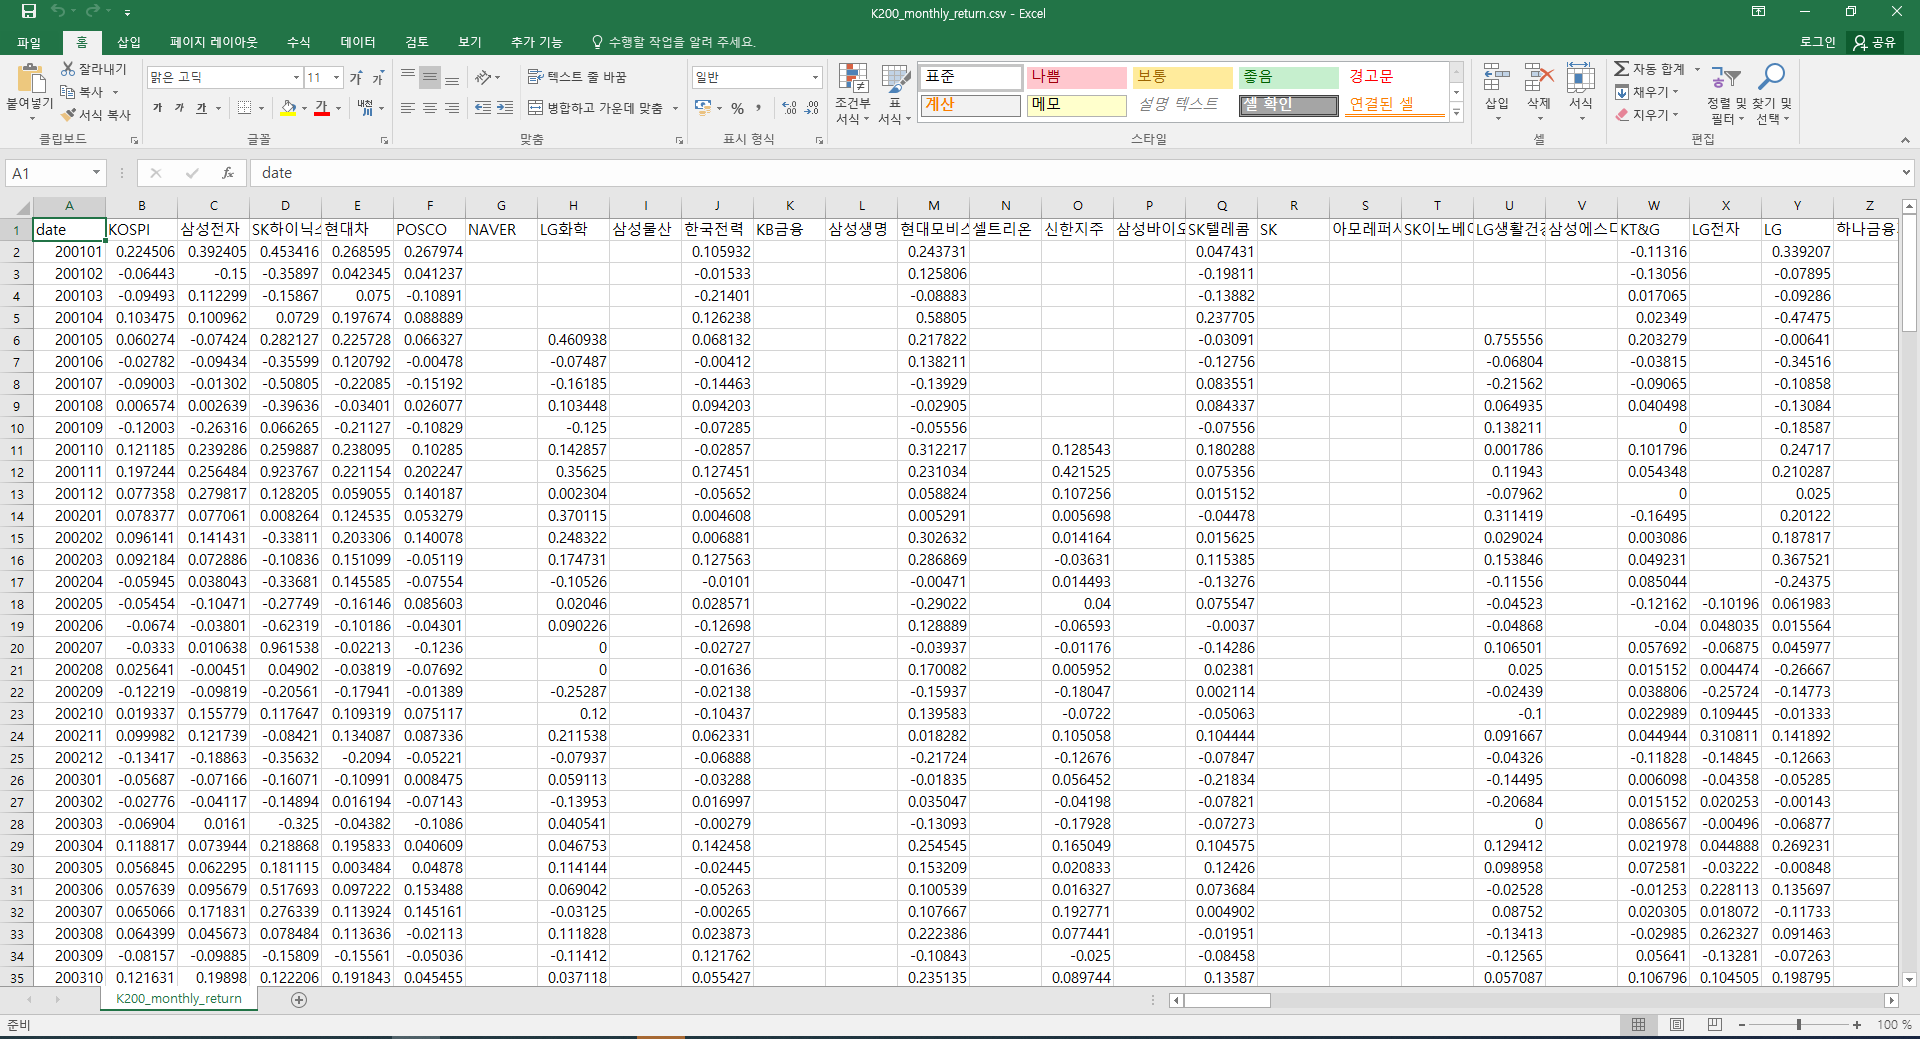 K200_monthly_return.csv - Excel
파일 홈 삽입 페이지 레이아웃 수식 데이터 검토 보기 추가 기능 수행할 작업을 알려 주세요. 로그인 공유
붙여넣기 잘라내기 복사 서식 복사 클립보드
맑은 고딕 11 가 가 가 가 가 가 내천 글꼴
텍스트 줄 바꿈 병합하고 가운데 맞춤 맞춤
일반 % 표시 형식
조건부 서식 표 서식 표준 나쁨 보통 좋음 경고문
계산 메모 설명 텍스트 셀 확인 연결된 셀 스타일
삽입 삭제 서식 셀
자동 합계 채우기 지우기 정렬 및 필터 찾기 및 선택 편집
A1 fx date
A B C D E F G H I J K L M N O P Q R S T U V W X Y Z
1 date KOSPI 삼성전자 SK하이닉스 현대차 POSCO NAVER LG화학 삼성물산 한국전력 KB금융 삼성생명 현대모비스 셀트리온 신한지주 삼성바이오 SK텔레콤 SK 아모레퍼시 SK이노베이 LG생활건강 삼성에스디 KT&G LG전자 LG 하나금융
2 200101 0.224506 0.392405 0.453416 0.268595 0.267974 0.105932 0.243731 0.047431 -0.11316 0.339207
3 200102 -0.06443 -0.15 -0.35897 0.042345 0.041237 -0.01533 0.125806 -0.19811 -0.13056 -0.07895
4 200103 -0.09493 0.112299 -0.15867 0.075 -0.10891 -0.21401 -0.08883 -0.13882 0.017065 -0.09286
5 200104 0.103475 0.100962 0.0729 0.197674 0.088889 0.126238 0.58805 0.237705 0.02349 -0.47475
6 200105 0.060274 -0.07424 0.282127 0.225728 0.066327 0.460938 0.068132 0.217822 -0.03091 0.755556 0.203279 -0.00641
7 200106 -0.02782 -0.09434 -0.35599 0.120792 -0.00478 -0.07487 -0.00412 0.138211 -0.12756 -0.06804 -0.03815 -0.34516
8 200107 -0.09003 -0.01302 -0.50805 -0.22085 -0.15192 -0.16185 -0.14463 -0.13929 0.083551 -0.21562 -0.09065 -0.10858
9 200108 0.006574 0.002639 -0.39636 -0.03401 0.026077 0.103448 0.094203 -0.02905 0.084337 0.064935 0.040498 -0.13084
10 200109 -0.12003 -0.26316 0.066265 -0.21127 -0.10829 -0.125 -0.07285 -0.05556 -0.07556 0.138211 0 -0.18587
11 200110 0.121185 0.239286 0.259887 0.238095 0.10285 0.142857 -0.02857 0.312217 0.128543 0.180288 0.001786 0.101796 0.24717
12 200111 0.197244 0.256484 0.923767 0.221154 0.202247 0.35625 0.127451 0.231034 0.421525 0.075356 0.11943 0.054348 0.210287
13 200112 0.077358 0.279817 0.128205 0.059055 0.140187 0.002304 -0.05652 0.058824 0.107256 0.015152 -0.07962 0 0.025
14 200201 0.078377 0.077061 0.008264 0.124535 0.053279 0.370115 0.004608 0.005291 0.005698 -0.04478 0.311419 -0.16495 0.20122
15 200202 0.096141 0.141431 -0.33811 0.203306 0.140078 0.248322 0.006881 0.302632 0.014164 0.015625 0.029024 0.003086 0.187817
16 200203 0.092184 0.072886 -0.10836 0.151099 -0.05119 0.174731 0.127563 0.286869 -0.03631 0.115385 0.153846 0.049231 0.367521
17 200204 -0.05945 0.038043 -0.33681 0.145585 -0.07554 -0.10526 -0.0101 -0.00471 0.014493 -0.13276 -0.11556 0.085044 -0.24375
18 200205 -0.05454 -0.10471 -0.27749 -0.16146 0.085603 0.02046 0.028571 -0.29022 0.04 0.075547 -0.04523 -0.12162 -0.10196 0.061983
19 200206 -0.0674 -0.03801 -0.62319 -0.10186 -0.04301 0.090226 -0.12698 0.128889 -0.06593 -0.0037 -0.04868 -0.04 0.048035 0.015564
20 200207 -0.0333 0.010638 0.961538 -0.02213 -0.1236 0 -0.02727 -0.03937 -0.01176 -0.14286 0.106501 0.057692 -0.06875 0.045977
21 200208 0.025641 -0.00451 0.04902 -0.03819 -0.07692 0 -0.01636 0.170082 0.005952 0.02381 0.025 0.015152 0.004474 -0.26667
22 200209 -0.12219 -0.09819 -0.20561 -0.17941 -0.01389 -0.25287 -0.02138 -0.15937 -0.18047 0.002114 -0.02439 0.038806 -0.25724 -0.14773
23 200210 0.019337 0.155779 0.117647 0.109319 0.075117 0.12 -0.10437 0.139583 -0.0722 -0.05063 -0.1 0.022989 0.109445 -0.01333
24 200211 0.099982 0.121739 -0.08421 0.134087 0.087336 0.211538 0.062331 0.018282 0.105058 0.104444 0.091667 0.044944 0.310811 0.141892
25 200212 -0.13417 -0.18863 -0.35632 -0.2094 -0.05221 -0.07937 -0.06888 -0.21724 -0.12676 -0.07847 -0.04326 -0.11828 -0.14845 -0.12663
26 200301 -0.05687 -0.07166 -0.16071 -0.10991 0.008475 0.059113 -0.03288 -0.01835 0.056452 -0.21834 -0.14495 0.006098 -0.04358 -0.05285
27 200302 -0.02776 -0.04117 -0.14894 0.016194 -0.07143 -0.13953 0.016997 0.035047 -0.04198 -0.07821 -0.20684 0.015152 0.020253 -0.00143
28 200303 -0.06904 0.0161 -0.325 -0.04382 -0.1086 0.040541 -0.00279 -0.13093 -0.17928 -0.07273 0 0.086567 -0.00496 -0.06877
29 200304 0.118817 0.073944 0.218868 0.195833 0.040609 0.046753 0.142458 0.254545 0.165049 0.104575 0.129412 0.021978 0.044888 0.269231
30 200305 0.056845 0.062295 0.181115 0.003484 0.04878 0.114144 -0.02445 0.153209 0.020833 0.12426 0.098958 0.072581 -0.03222 -0.00848
31 200306 0.057639 0.095679 0.517693 0.097222 0.153488 0.069042 -0.05263 0.100539 0.016327 0.073684 -0.02528 -0.01253 0.228113 0.135697
32 200307 0.065066 0.171831 0.276339 0.113924 0.145161 -0.03125 -0.00265 0.107667 0.192771 0.004902 0.08752 0.020305 0.018072 -0.11733
33 200308 0.064399 0.045673 0.078484 0.113636 -0.02113 0.111828 0.023873 0.222386 0.077441 -0.01951 -0.13413 -0.02985 0.262327 0.091463
34 200309 -0.08157 -0.09885 -0.15809 -0.15561 -0.05036 -0.11412 0.121762 -0.10843 -0.025 -0.08458 -0.12565 0.05641 -0.13281 -0.07263
35 200310 0.121631 0.19898 0.122206 0.191843 0.045455 0.037118 0.055427 0.235135 0.089744 0.13587 0.057087 0.106796 0.104505 0.198795
K200_monthly_return
준비 100 %